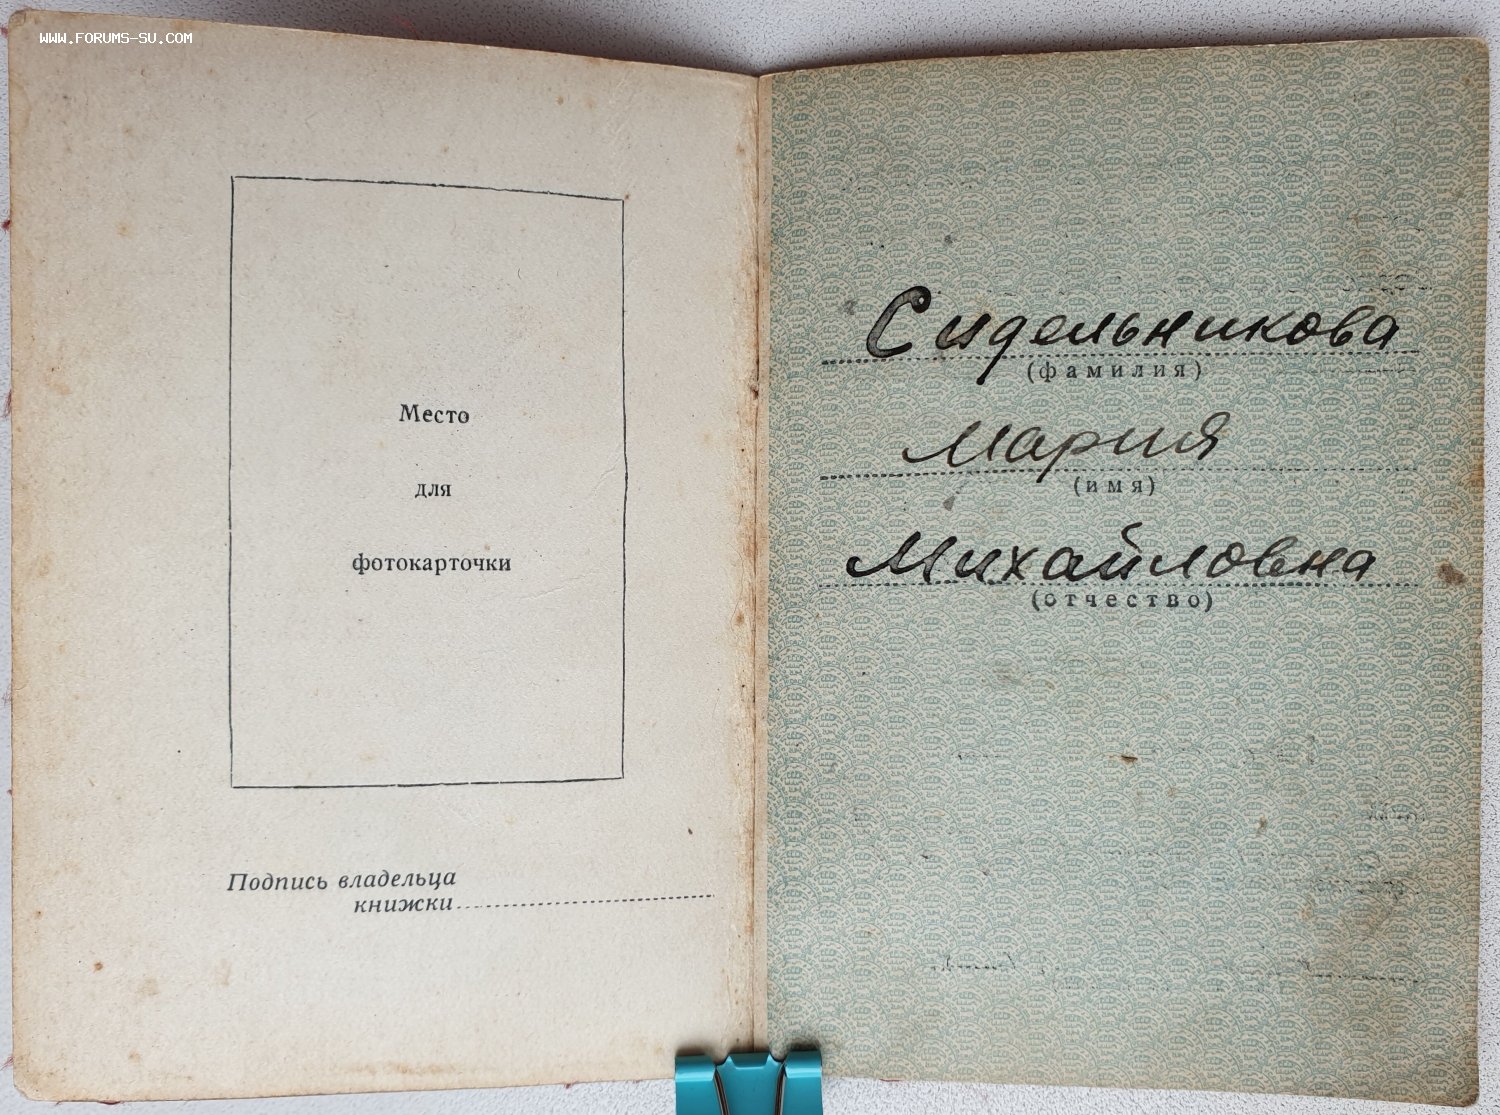 WWW.FORUMS-SU.COM
Место
для
фотокарточки
Подпись владельца
книжки
Сидельникова
(фамилия)
Мария
(имя)
Михайловна
(отчество)